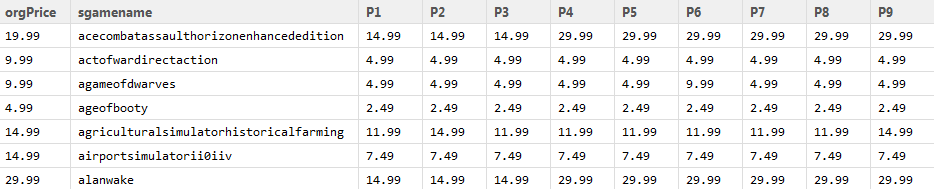 orgPrice sgamename P1 P2 P3 P4 P5 P6 P7 P8 P9
19.99 acecombatassaulthorizonenhancededition 14.99 14.99 14.99 29.99 29.99 29.99 29.99 29.99 29.99
9.99 actofwardirectaction 4.99 4.99 4.99 4.99 4.99 4.99 4.99 4.99 4.99
9.99 agameofdwarves 4.99 4.99 4.99 4.99 4.99 9.99 4.99 4.99 4.99
4.99 ageofbooty 2.49 2.49 2.49 2.49 2.49 2.49 2.49 2.49 2.49
14.99 agriculturalsimulatorhistoricalfarming 11.99 14.99 11.99 11.99 11.99 11.99 11.99 11.99 14.99
14.99 airportsimulatorii0iiv 7.49 7.49 7.49 7.49 7.49 7.49 7.49 7.49 7.49
29.99 alanwake 14.99 14.99 14.99 29.99 29.99 29.99 29.99 29.99 29.99